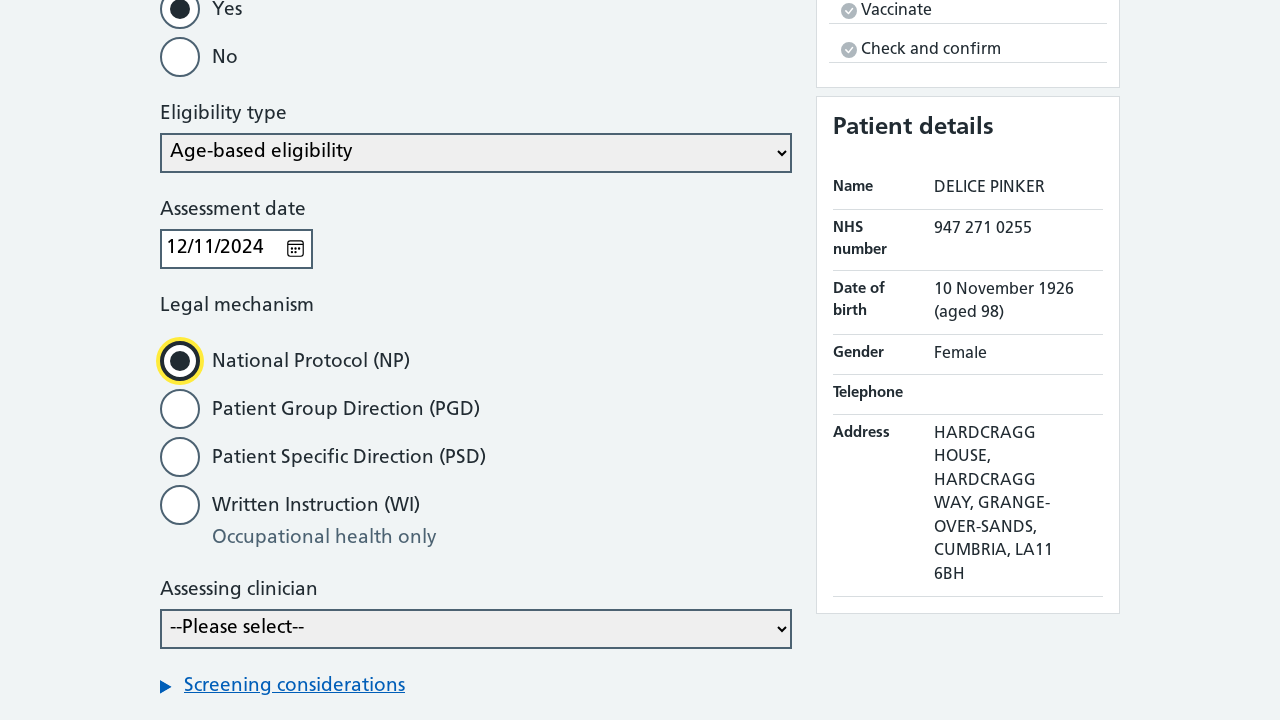 Yes
No
Eligibility type
Age-based eligibility
Assessment date
12/11/2024
Legal mechanism
National Protocol (NP)
Patient Group Direction (PGD)
Patient Specific Direction (PSD)
Written Instruction (WI)
Occupational health only
Assessing clinician
--Please select--
Screening considerations
Vaccinate
Check and confirm
Patient details
Name DELICE PINKER
NHS number 947 271 0255
Date of birth 10 November 1926 (aged 98)
Gender Female
Telephone
Address HARDCRAGG
HOUSE,
HARDCRAGG
WAY, GRANGE-
OVER-SANDS,
CUMBRIA, LA11
6BH